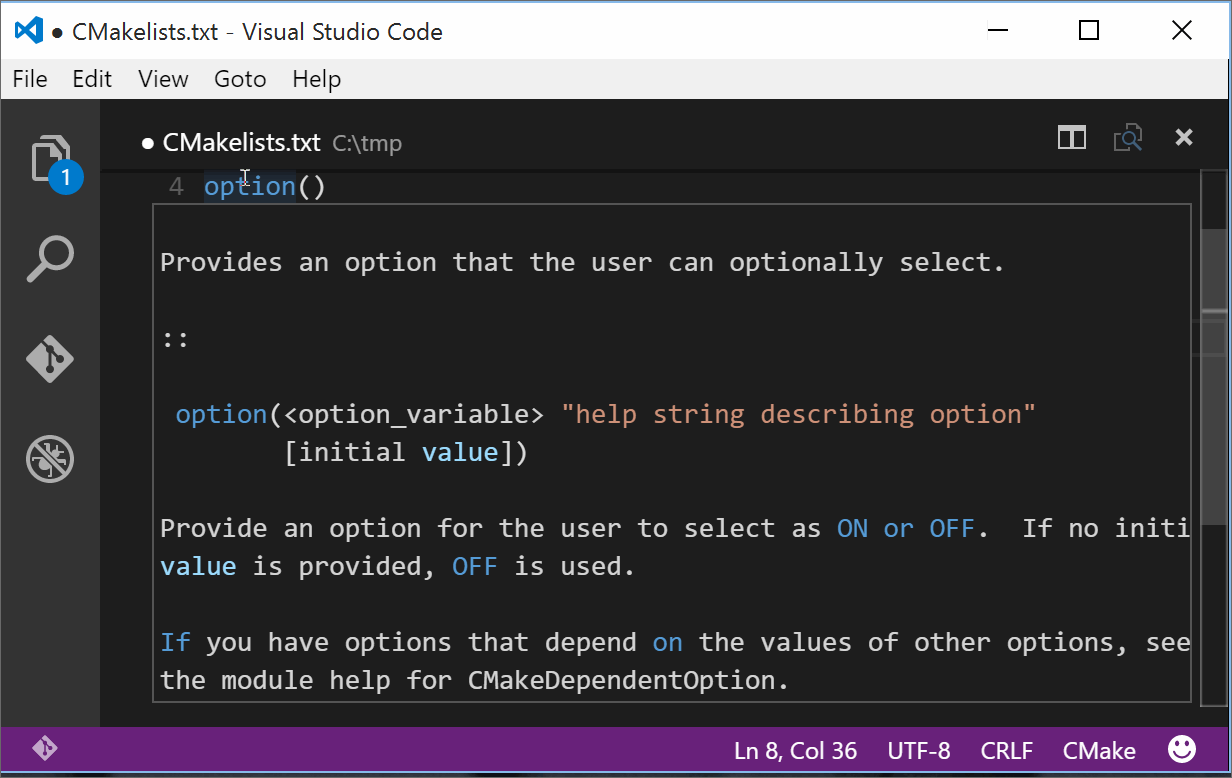 ● CMakelists.txt - Visual Studio Code
File Edit View Goto Help
● CMakelists.txt C:\tmp
1
4 option()
Provides an option that the user can optionally select.
::
option(<option_variable> "help string describing option"
[initial value])
Provide an option for the user to select as ON or OFF.  If no initi
value is provided, OFF is used.
If you have options that depend on the values of other options, see
the module help for CMakeDependentOption.
Ln 8, Col 36 UTF-8 CRLF CMake